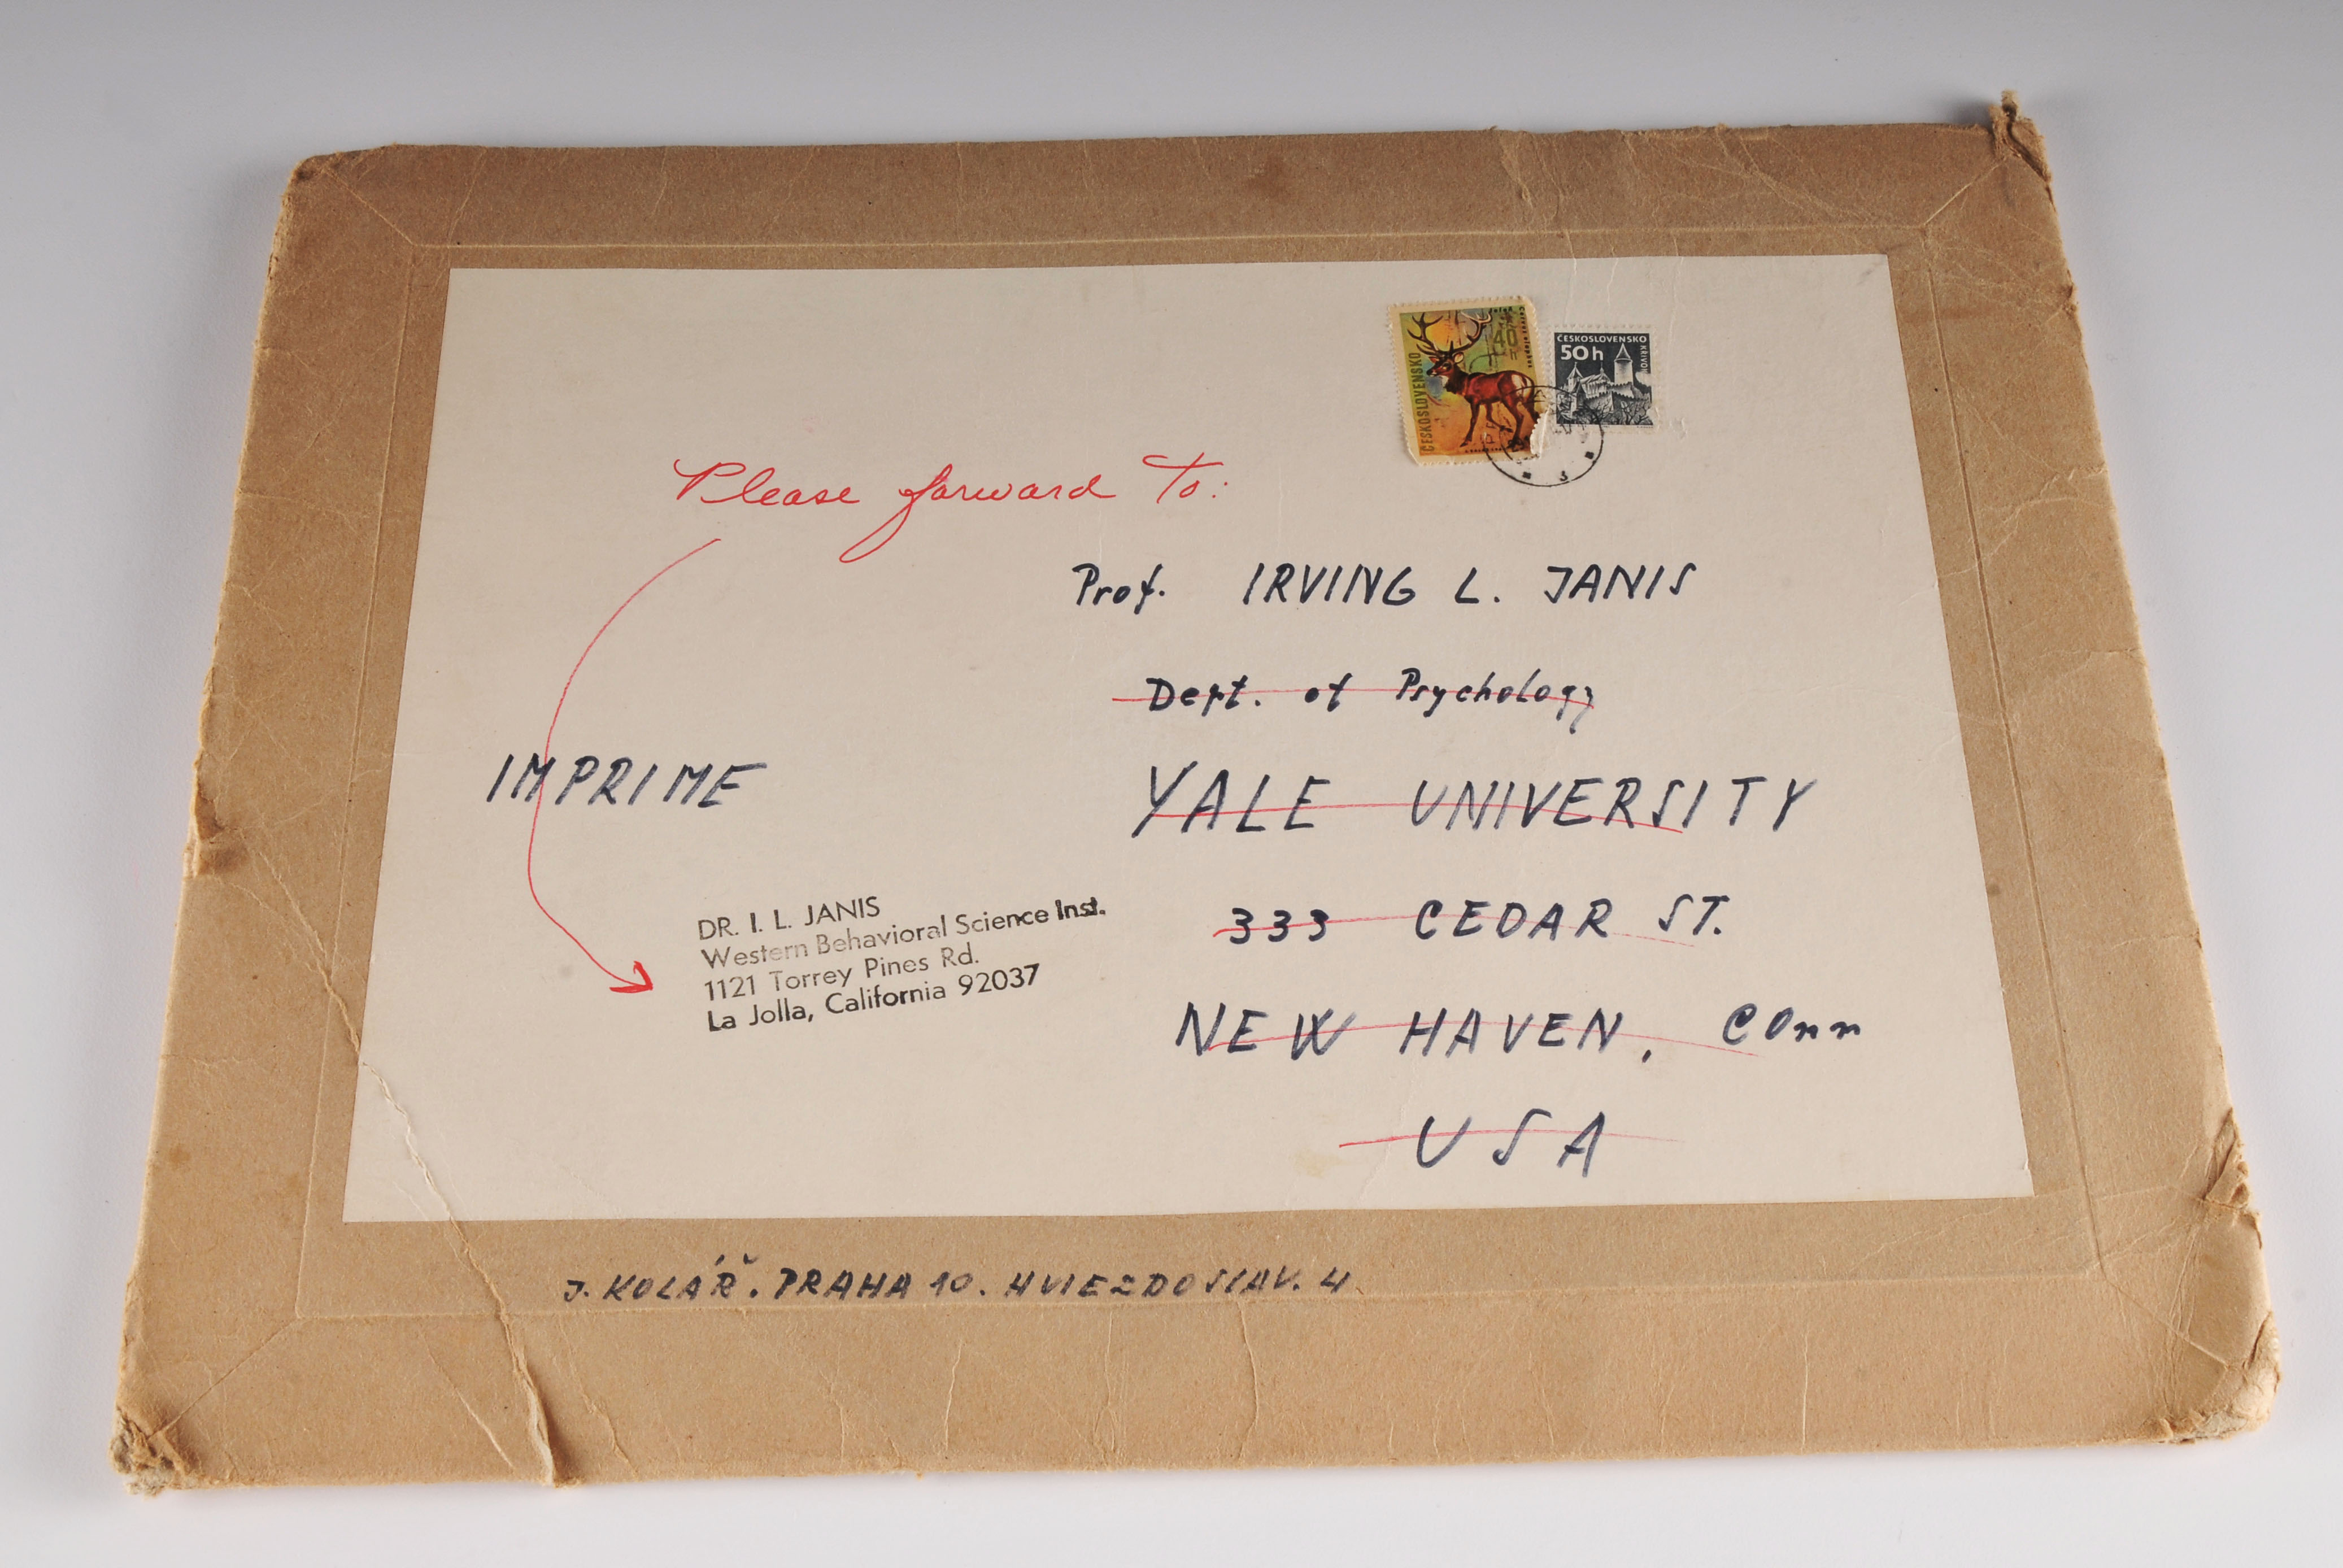 ČESKOSLOVENSKO
40 h
ČESKOSLOVENSKO
50 h
Please forward to:
Prof. IRVING L. JANIS
Dept. of Psychology
IMPRIME
YALE UNIVERSITY
333 CEDAR ST.
NEW HAVEN, Conn
USA
DR. I. L. JANIS
Western Behavioral Science Inst.
1121 Torrey Pines Rd.
La Jolla, California 92037
J. KOLÁŘ. PRAHA 10. HVIEZDOSLAV. 4